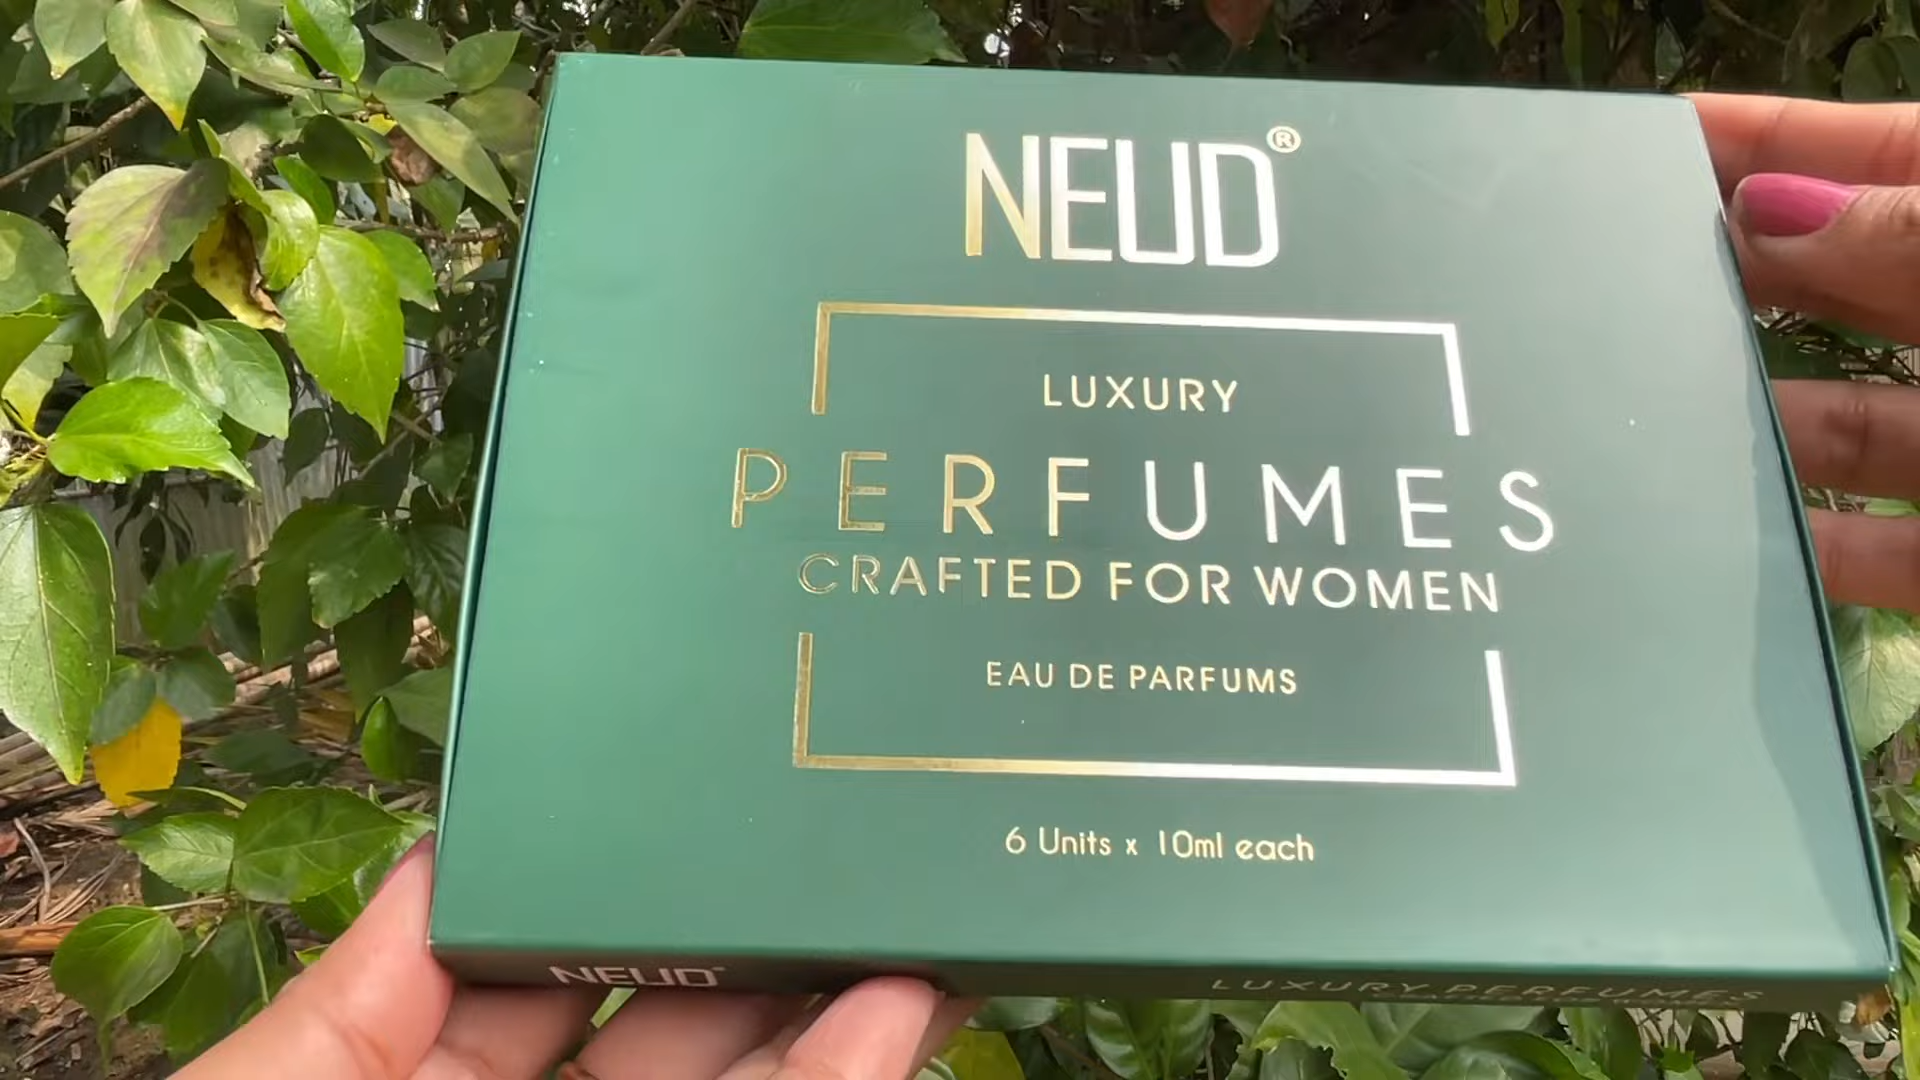 NEUD®
LUXURY
PERFUMES
CRAFTED FOR WOMEN
EAU DE PARFUMS
6 Units x 10ml each
NEUD
LUXURY PERFUMES